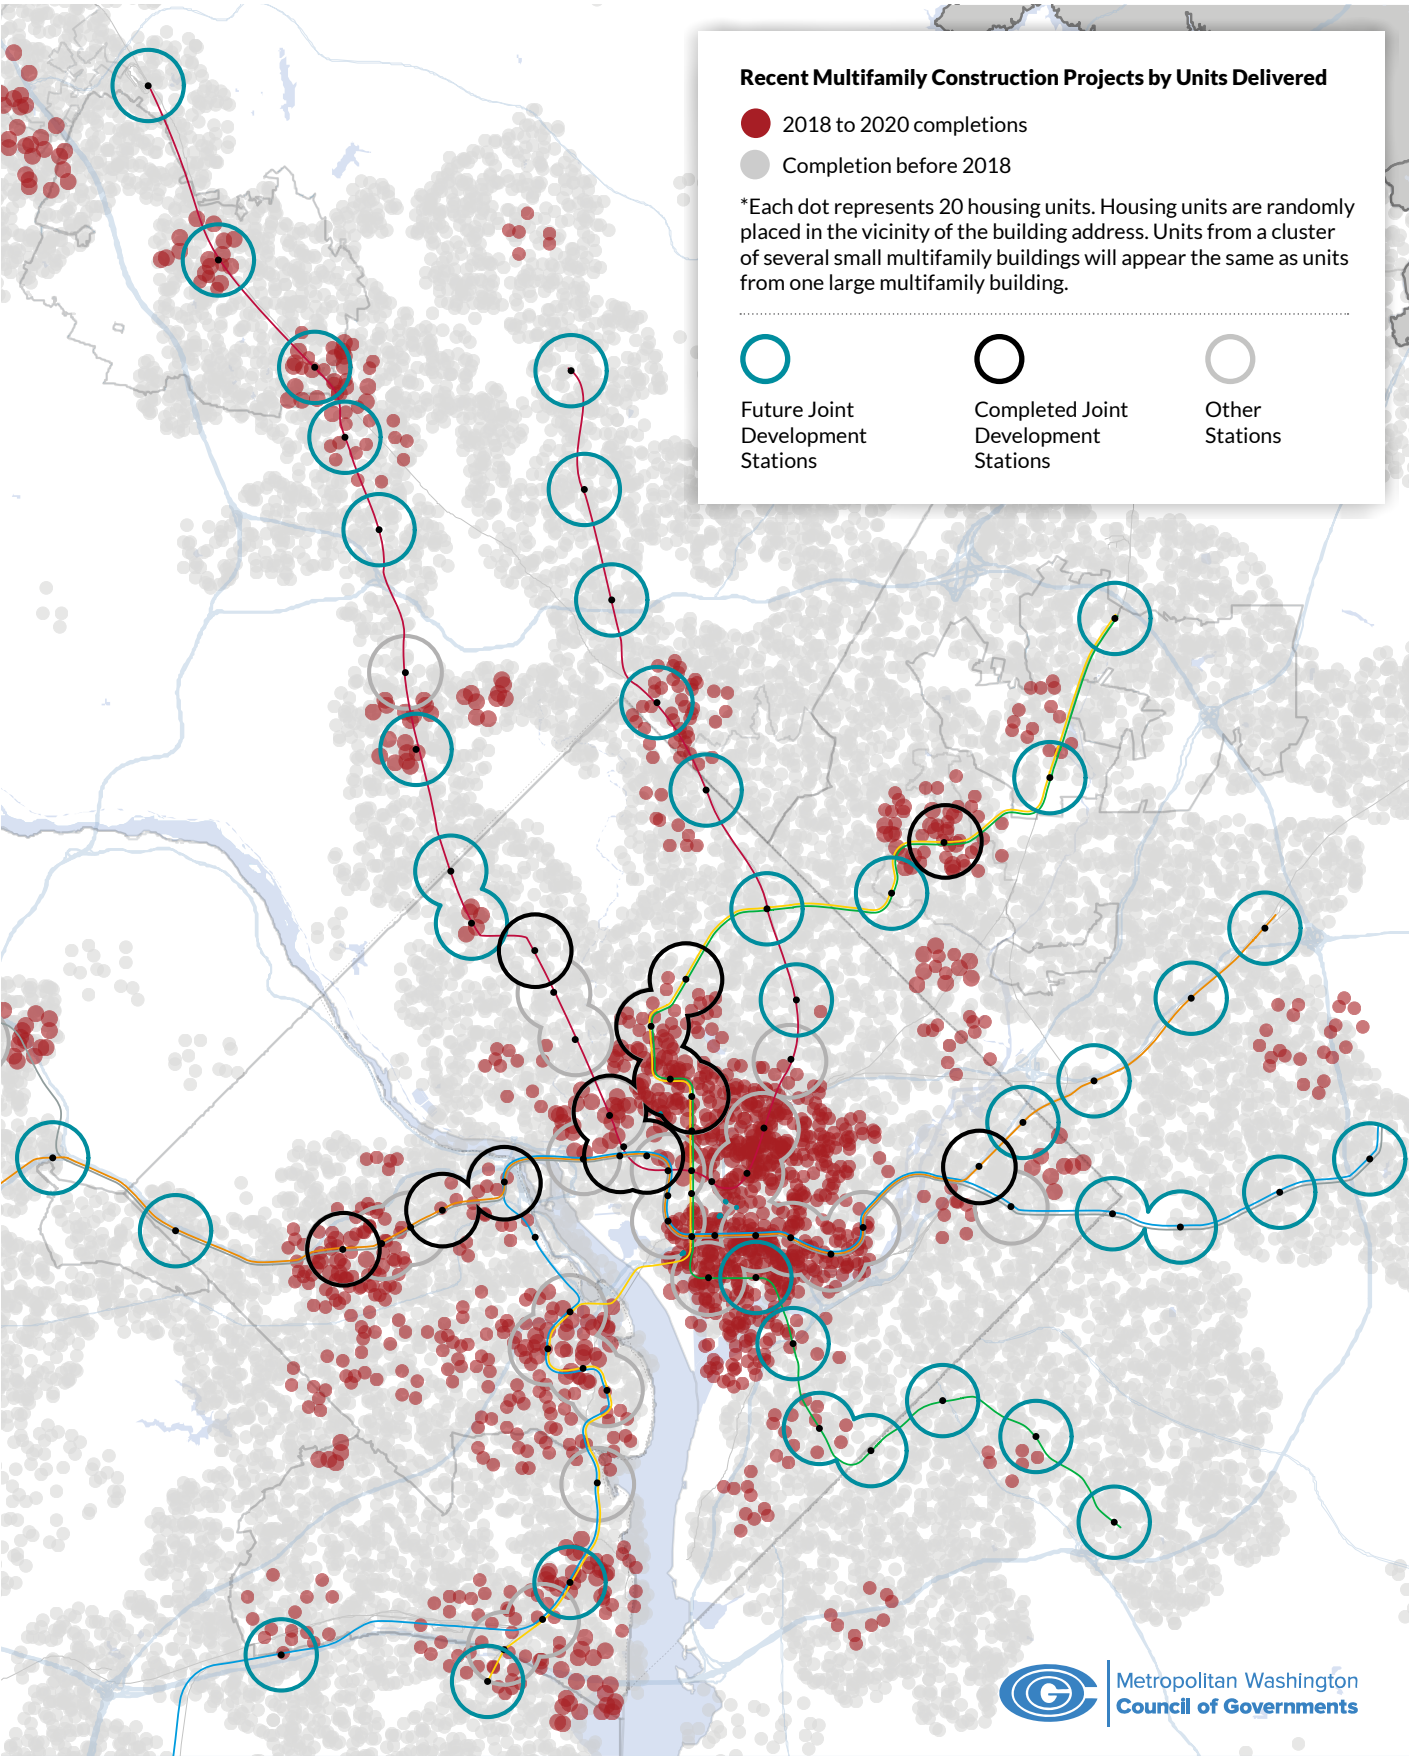 Recent Multifamily Construction Projects by Units Delivered
2018 to 2020 completions
Completion before 2018
*Each dot represents 20 housing units. Housing units are randomly
placed in the vicinity of the building address. Units from a cluster
of several small multifamily buildings will appear the same as units
from one large multifamily building.
Future Joint
Development
Stations
Completed Joint
Development
Stations
Other
Stations
Metropolitan Washington
Council of Governments